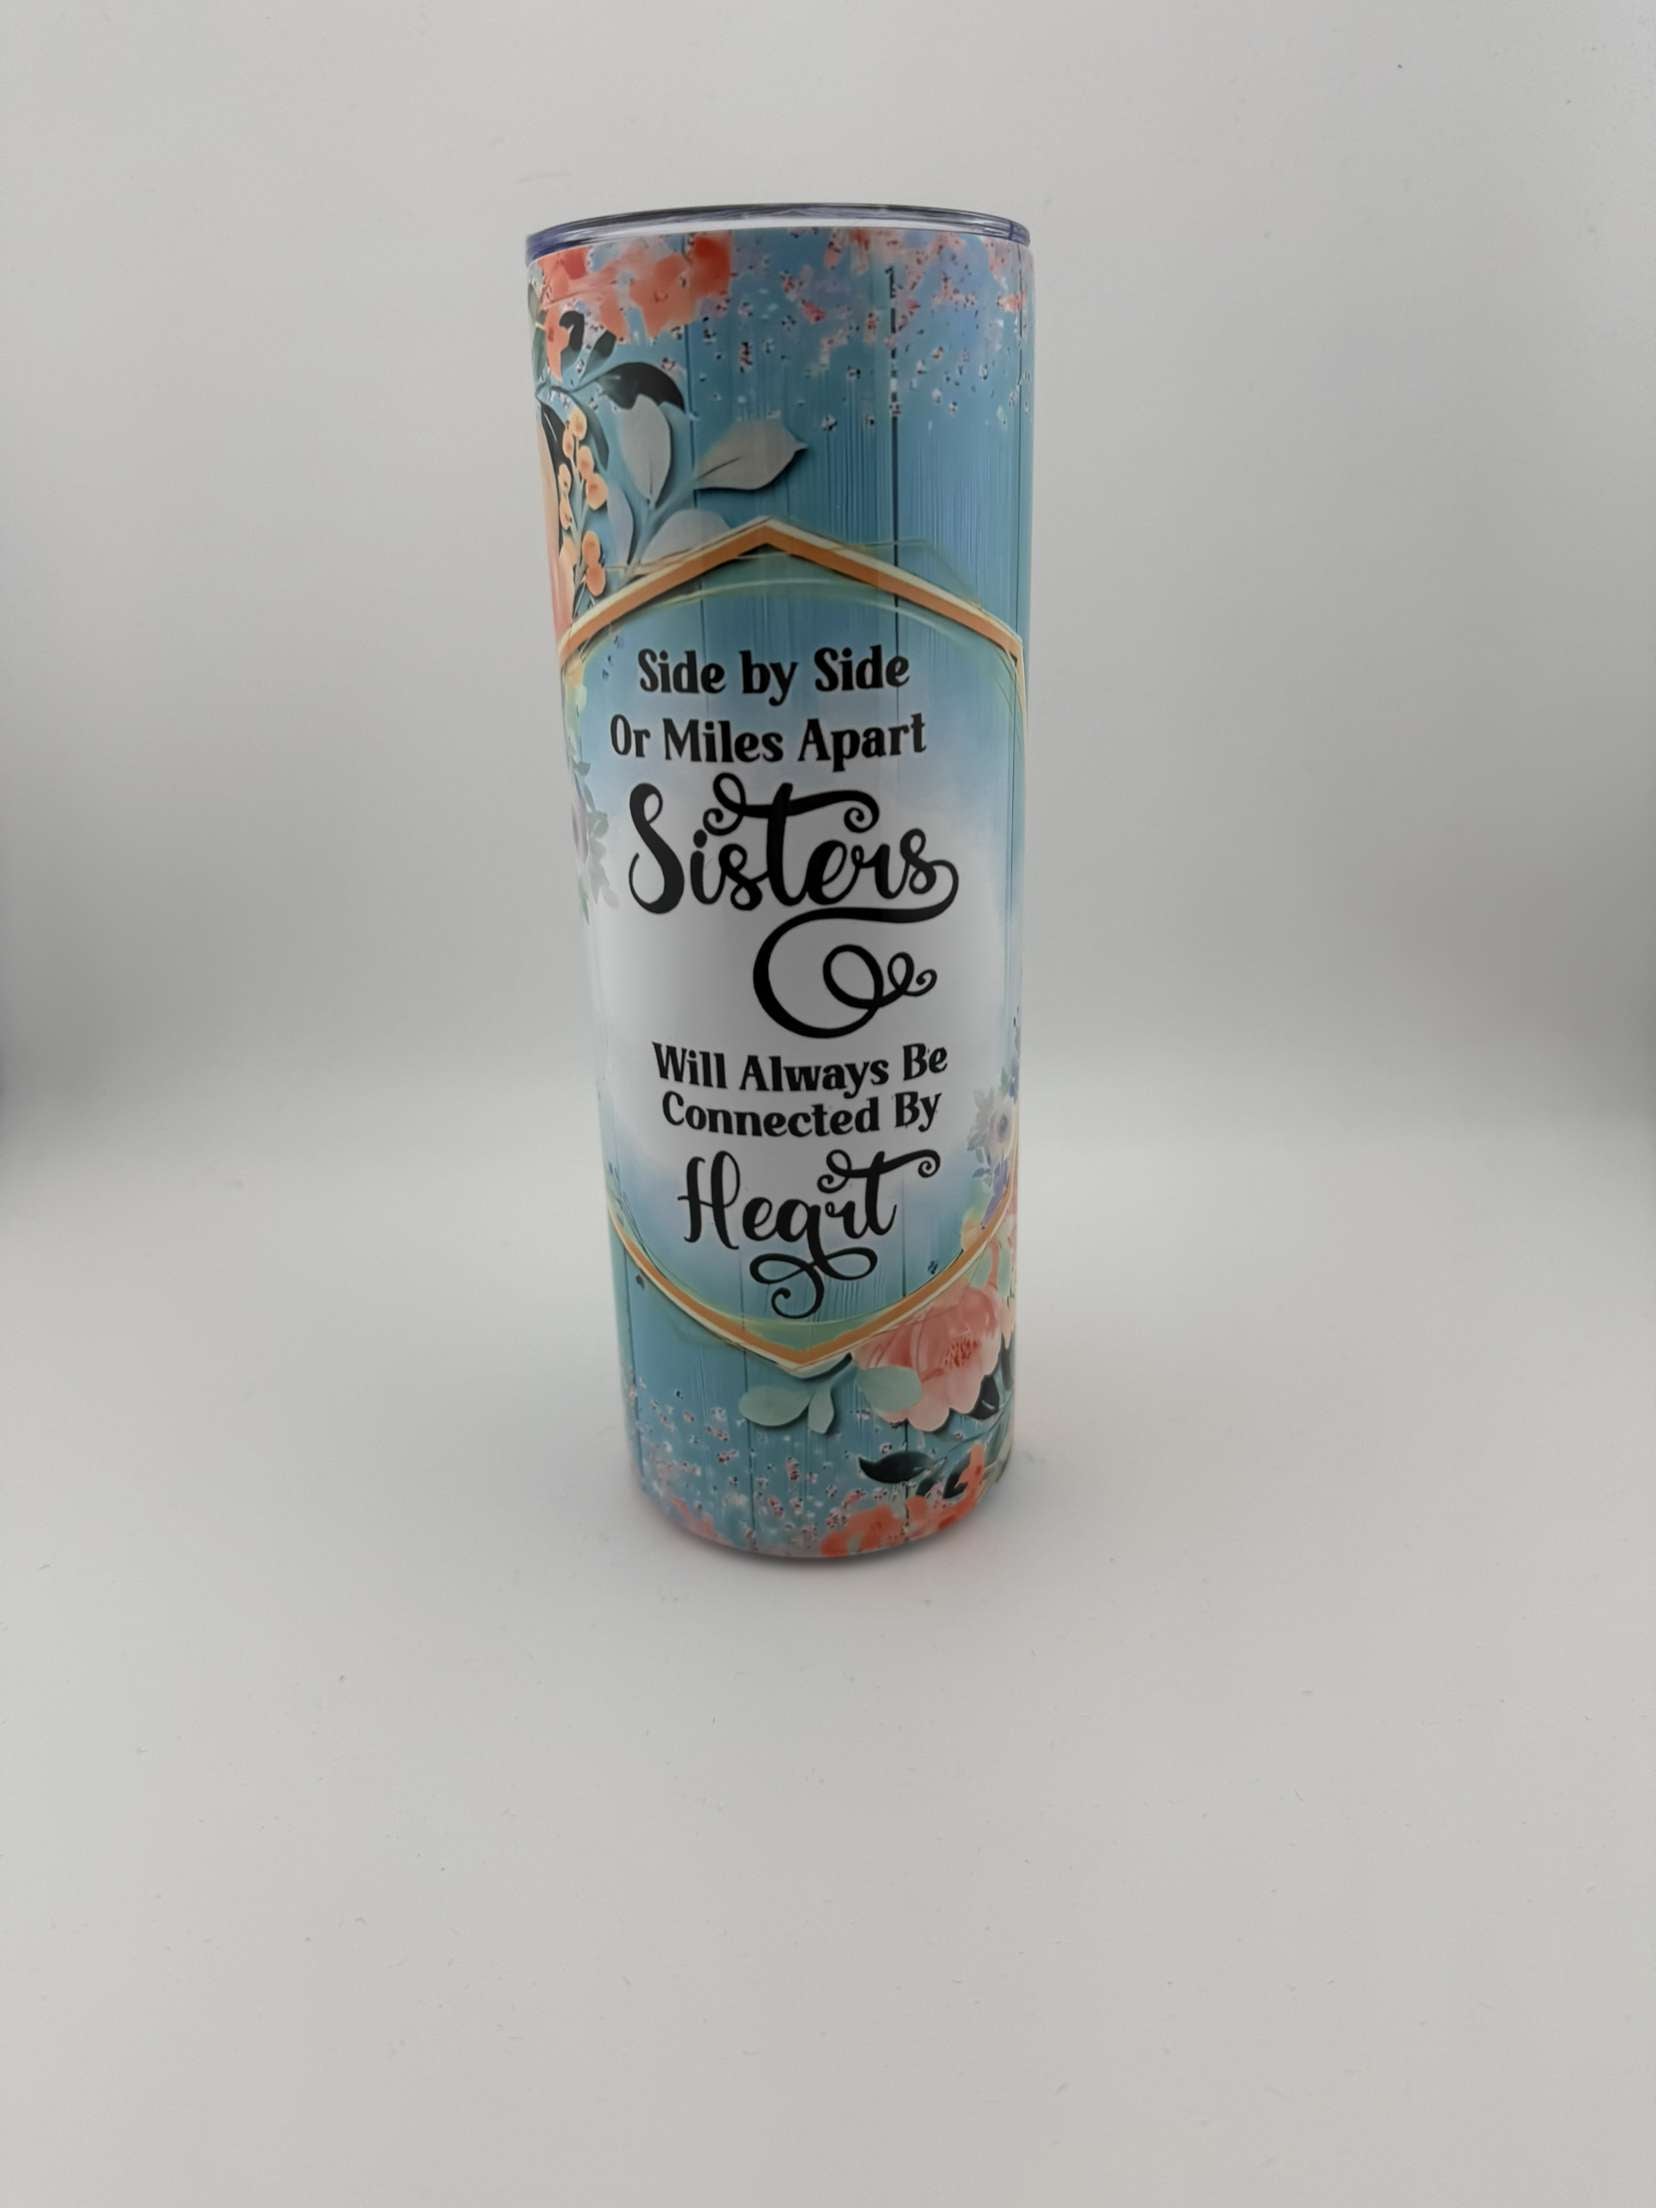 Side by Side
Or Miles Apart
Sisters
Will Always Be
Connected By
Heart